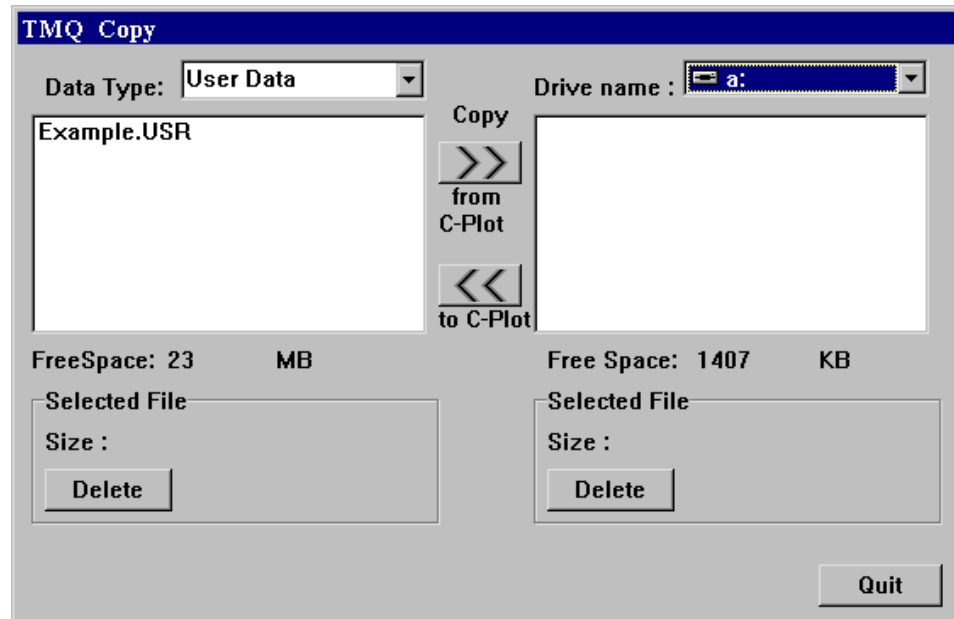 TMQ Copy
Data Type: User Data
Drive name : a:
Example.USR
Copy
>>
from
C-Plot
<<
to C-Plot
FreeSpace: 23 MB
Free Space: 1407 KB
Selected File
Size :
Delete
Selected File
Size :
Delete
Quit